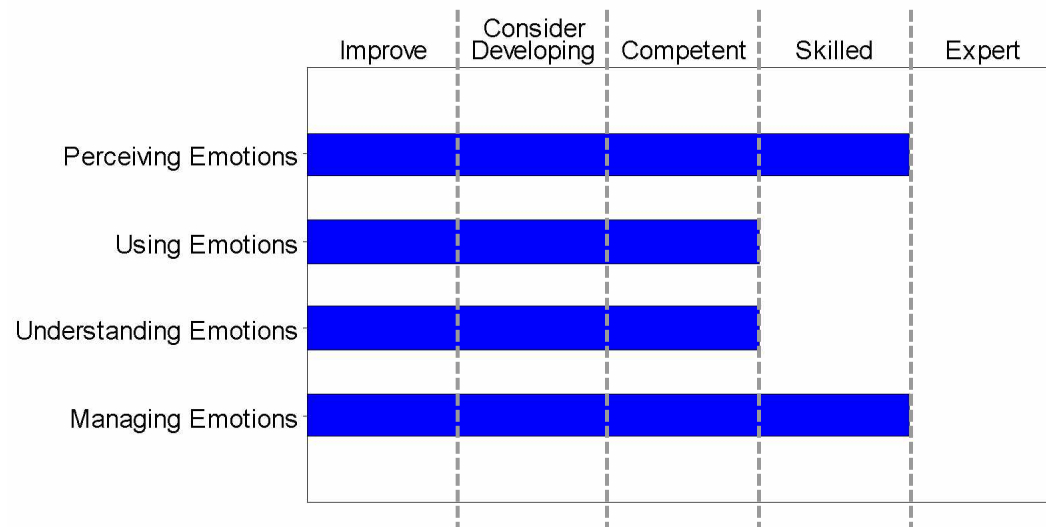 Improve
Consider
Developing
Competent
Skilled
Expert
Perceiving Emotions
Using Emotions
Understanding Emotions
Managing Emotions